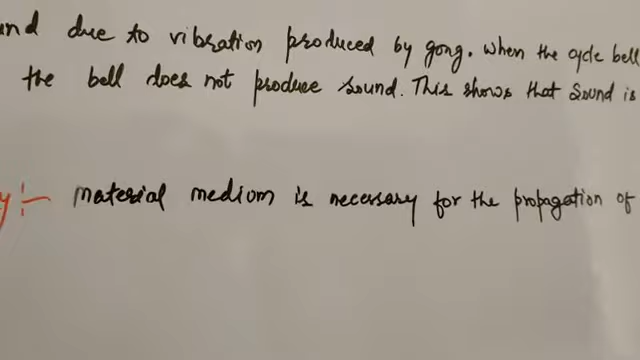 nd due to vibration produced by gong. When the cycle bell
the bell does not produce sound. This shows that Sound is
y:- Material medium is necessary for the propagation of